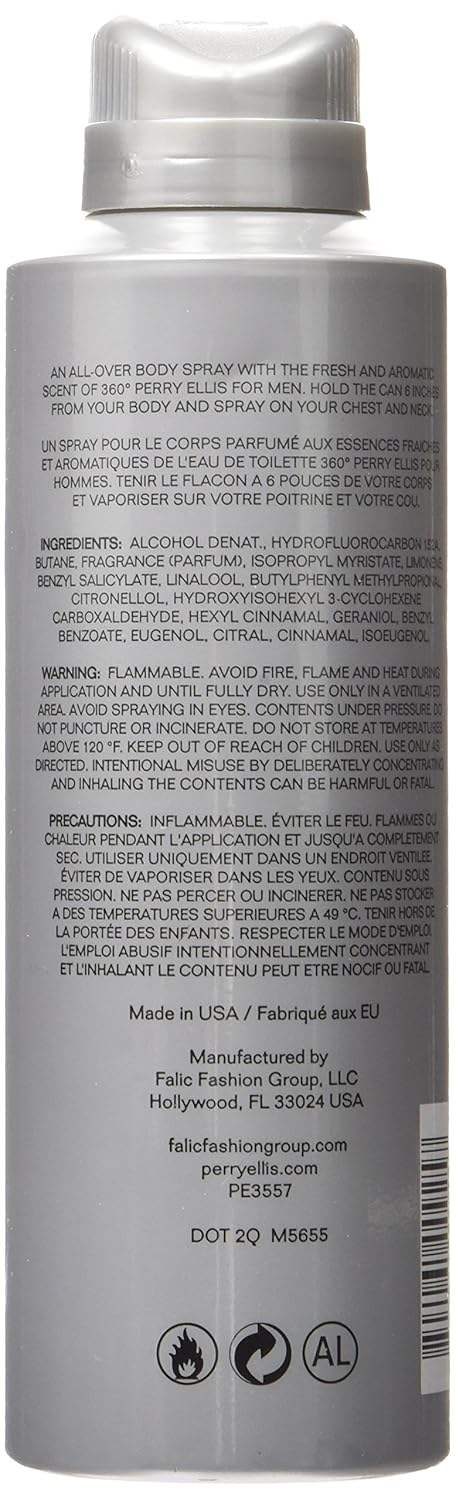 AN ALL-OVER BODY SPRAY WITH THE FRESH AND AROMATIC
SCENT OF 360° PERRY ELLIS FOR MEN. HOLD THE CAN 6 INCHES
FROM YOUR BODY AND SPRAY ON YOUR CHEST AND NECK.
UN SPRAY POUR LE CORPS PARFUMÉ AUX ESSENCES FRAICHES
ET AROMATIQUES DE L'EAU DE TOILETTE 360° PERRY ELLIS POUR
HOMMES. TENIR LE FLACON A 6 POUCES DE VOTRE CORPS
ET VAPORISER SUR VOTRE POITRINE ET VOTRE COU.
INGREDIENTS: ALCOHOL DENAT., HYDROFLUOROCARBON 152A,
BUTANE, FRAGRANCE (PARFUM), ISOPROPYL MYRISTATE, LIMONENE,
BENZYL SALICYLATE, LINALOOL, BUTYLPHENYL METHYLPROPIONAL,
CITRONELLOL, HYDROXYISOHEXYL 3-CYCLOHEXENE
CARBOXALDEHYDE, HEXYL CINNAMAL, GERANIOL, BENZYL
BENZOATE, EUGENOL, CITRAL, CINNAMAL, ISOEUGENOL.
WARNING: FLAMMABLE. AVOID FIRE, FLAME AND HEAT DURING
APPLICATION AND UNTIL FULLY DRY. USE ONLY IN A VENTILATED
AREA. AVOID SPRAYING IN EYES. CONTENTS UNDER PRESSURE. DO
NOT PUNCTURE OR INCINERATE. DO NOT STORE AT TEMPERATURES
ABOVE 120 °F. KEEP OUT OF REACH OF CHILDREN. USE ONLY AS
DIRECTED. INTENTIONAL MISUSE BY DELIBERATELY CONCENTRATING
AND INHALING THE CONTENTS CAN BE HARMFUL OR FATAL.
PRECAUTIONS: INFLAMMABLE. ÉVITER LE FEU. FLAMMES OU
CHALEUR PENDANT L'APPLICATION ET JUSQU'A COMPLETEMENT
SEC. UTILISER UNIQUEMENT DANS UN ENDROIT VENTILEE.
ÉVITER DE VAPORISER DANS LES YEUX. CONTENU SOUS
PRESSION. NE PAS PERCER OU INCINERER. NE PAS STOCKER
A DES TEMPERATURES SUPERIEURES A 49 °C. TENIR HORS DE
LA PORTÉE DES ENFANTS. RESPECTER LE MODE D'EMPLOI.
L'EMPLOI ABUSIF INTENTIONNELLEMENT CONCENTRANT
ET L'INHALANT LE CONTENU PEUT ETRE NOCIF OU FATAL.
Made in USA / Fabriqué aux EU
Manufactured by
Falic Fashion Group, LLC
Hollywood, FL 33024 USA
falicfashiongroup.com
perryellis.com
PE3557
DOT 2Q M5655
AL